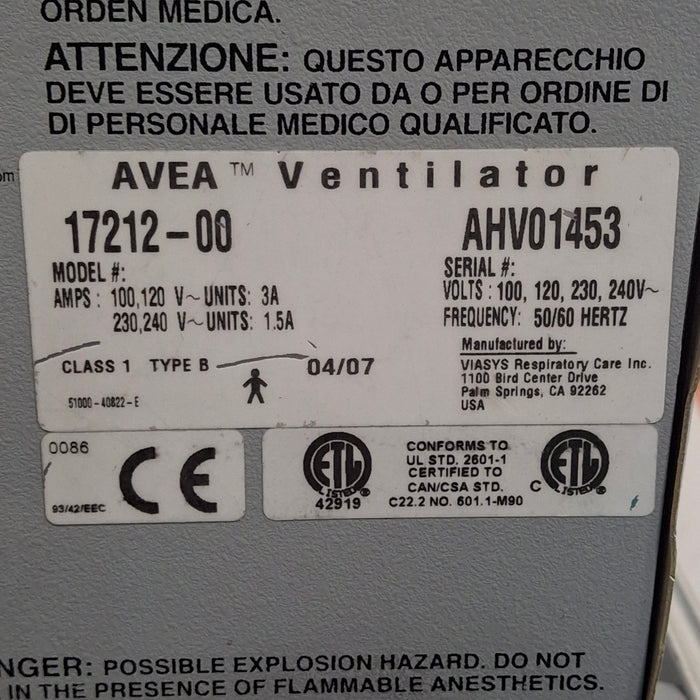 ORDEN MEDICA.
ATTENZIONE: QUESTO APPARECCHIO
DEVE ESSERE USATO DA O PER ORDINE DI
DI PERSONALE MEDICO QUALIFICATO.
om
AVEA™ Ventilator
17212-00
MODEL #:
AMPS : 100,120 V~UNITS: 3A
230,240 V~UNITS: 1.5A
CLASS 1 TYPE B
04/07
51000-40822-E
AHV01453
SERIAL #:
VOLTS : 100, 120, 230, 240V~
FREQUENCY: 50/60 HERTZ
Manufactured by:
VIASYS Respiratory Care Inc.
1100 Bird Center Drive
Palm Springs, CA 92262
USA
0086
CE
93/42/EEC
ETL
LISTED
42919
CONFORMS TO
UL STD. 2601-1
CERTIFIED TO
CAN/CSA STD.
C22.2 NO. 601.1-M90
C
ETL
LISTED
NGER: POSSIBLE EXPLOSION HAZARD. DO NOT
IN THE PRESENCE OF FLAMMABLE ANESTHETICS.